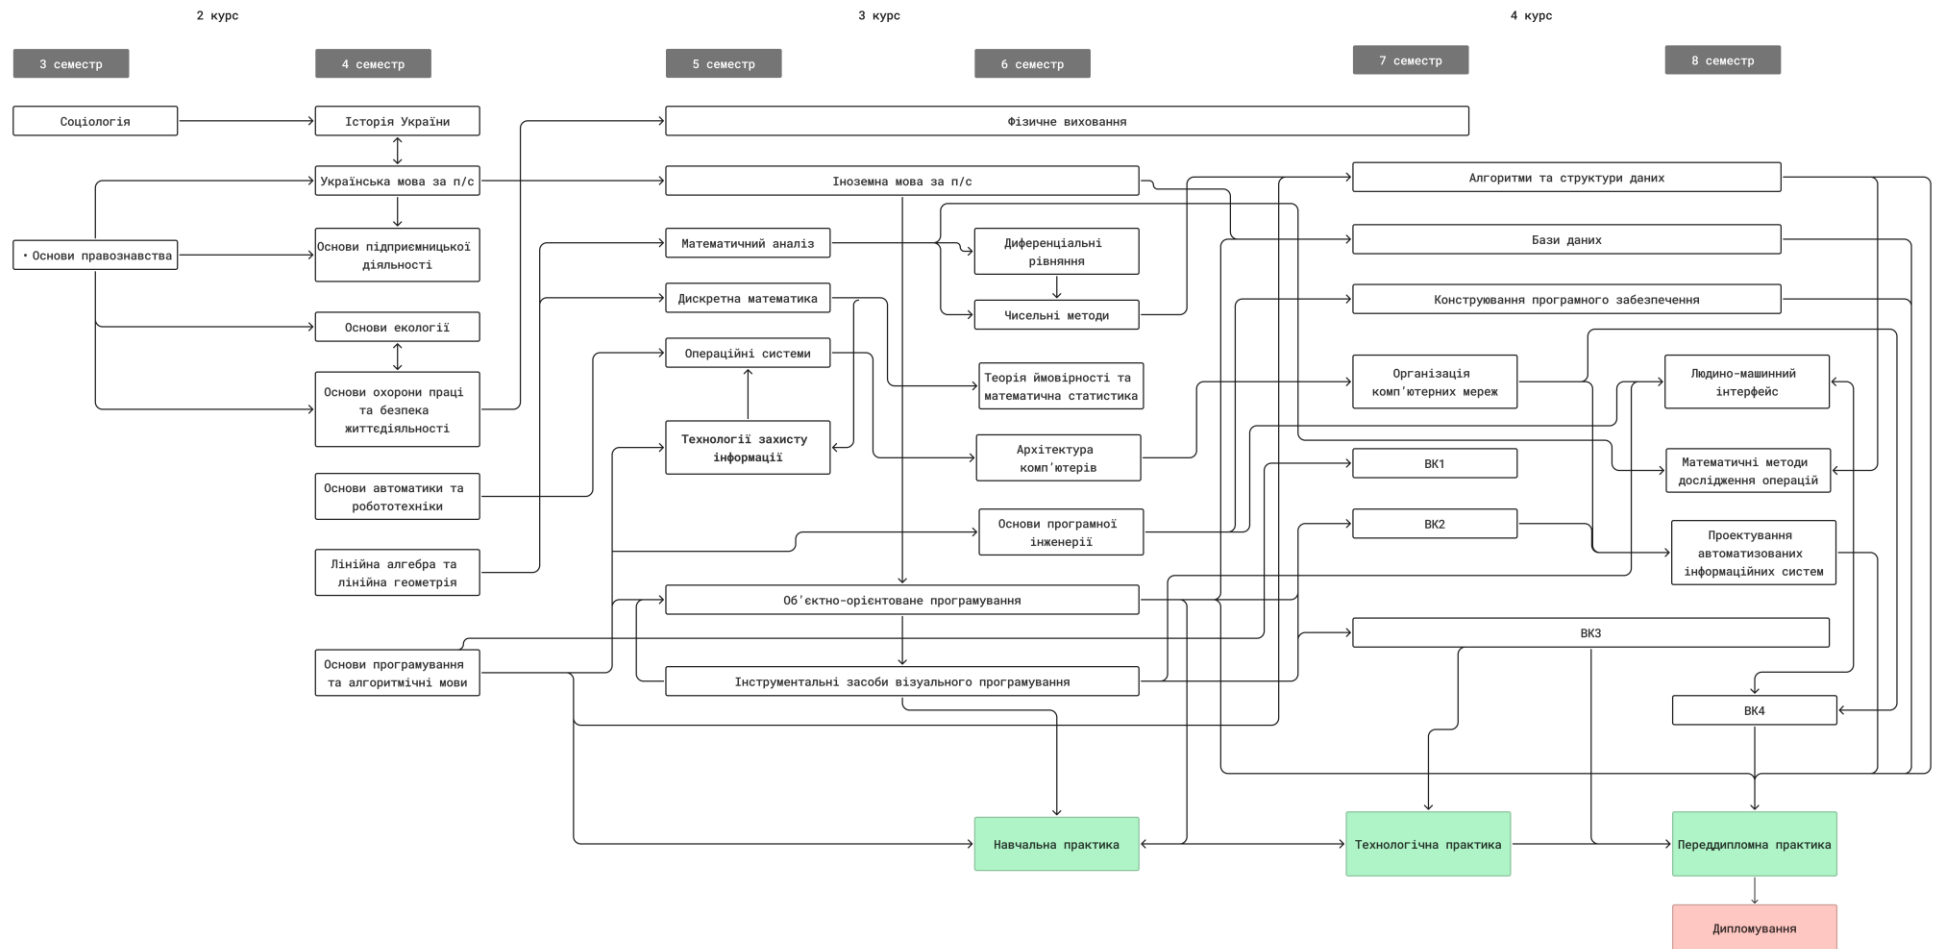 2 курс
3 курс
4 курс
3 семестр
4 семестр
5 семестр
6 семестр
7 семестр
8 семестр
Соціологія
Історія України
Фізичне виховання
Українська мова за п/с
Іноземна мова за п/с
Алгоритми та структури даних
• Основи правознавства
Основи підприємницької
діяльності
Математичний аналіз
Диференціальні
рівняння
Бази даних
Дискретна математика
Чисельні методи
Конструювання програмного забезпечення
Основи екології
Операційні системи
Теорія ймовірності та
математична статистика
Організація
комп'ютерних мереж
Людино-машинний
інтерфейс
Основи охорони праці
та безпека
життєдіяльності
Технології захисту
інформації
Архітектура
комп'ютерів
ВК1
Математичні методи
дослідження операцій
Основи автоматики та
робототехніки
Основи програмної
інженерії
ВК2
Проектування
автоматизованих
інформаційних систем
Лінійна алгебра та
лінійна геометрія
Об'єктно-орієнтоване програмування
ВК3
Основи програмування
та алгоритмічні мови
Інструментальні засоби візуального програмування
ВК4
Навчальна практика
Технологічна практика
Переддипломна практика
Дипломування